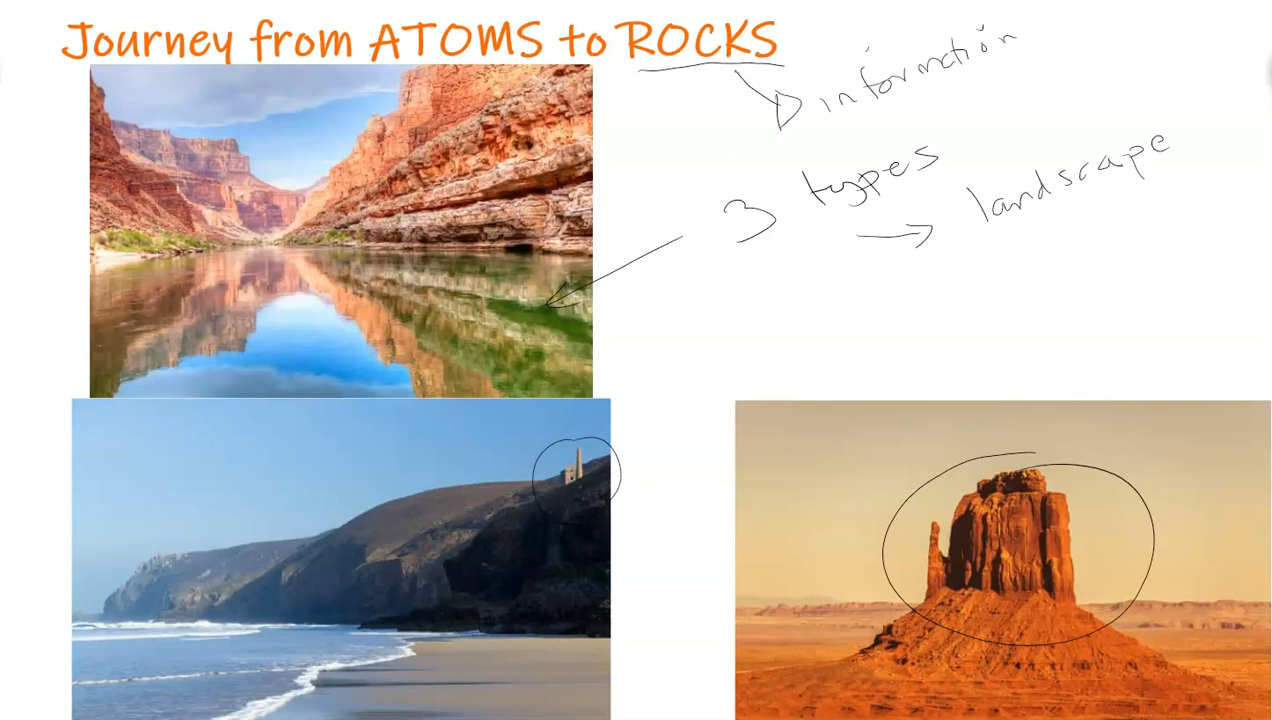 Journey from ATOMS to ROCKS
information
3 types
landscape